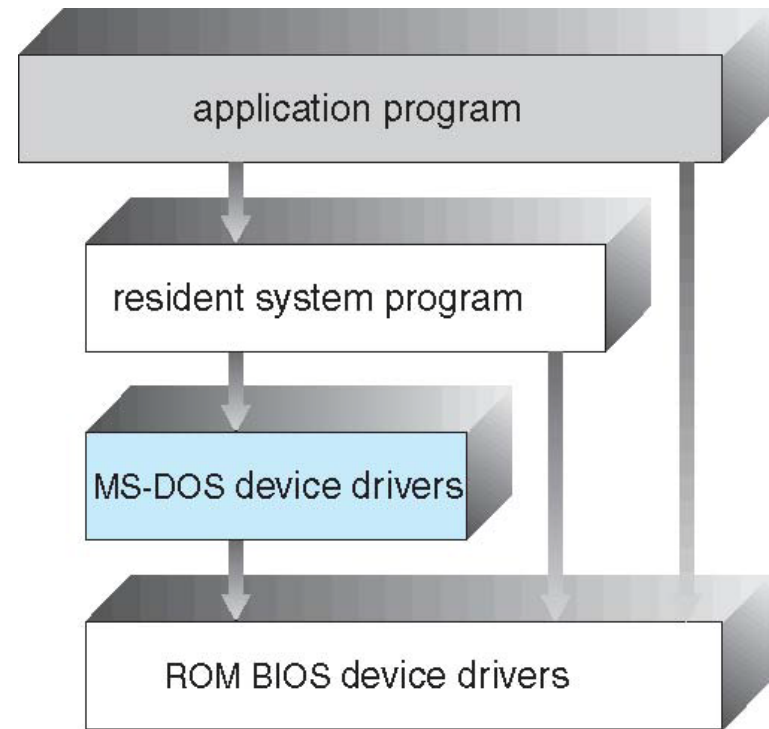 application program
resident system program
MS-DOS device drivers
ROM BIOS device drivers